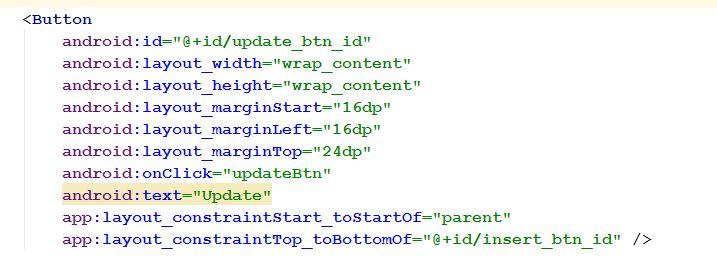 <Button
android:id="@+id/update_btn_id"
android:layout_width="wrap_content"
android:layout_height="wrap_content"
android:layout_marginStart="16dp"
android:layout_marginLeft="16dp"
android:layout_marginTop="24dp"
android:onClick="updateBtn"
android:text="Update"
app:layout_constraintStart_toStartOf="parent"
app:layout_constraintTop_toBottomOf="@+id/insert_btn_id" />